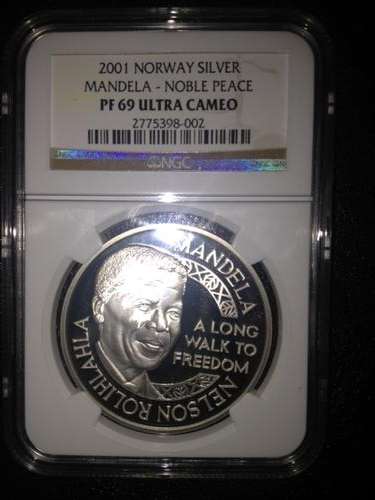 2001 NORWAY SILVER
MANDELA - NOBLE PEACE
PF 69 ULTRA CAMEO
2775398-002
NGC
NELSON ROLIHLAHLA
MANDELA
A LONG
WALK TO
FREEDOM